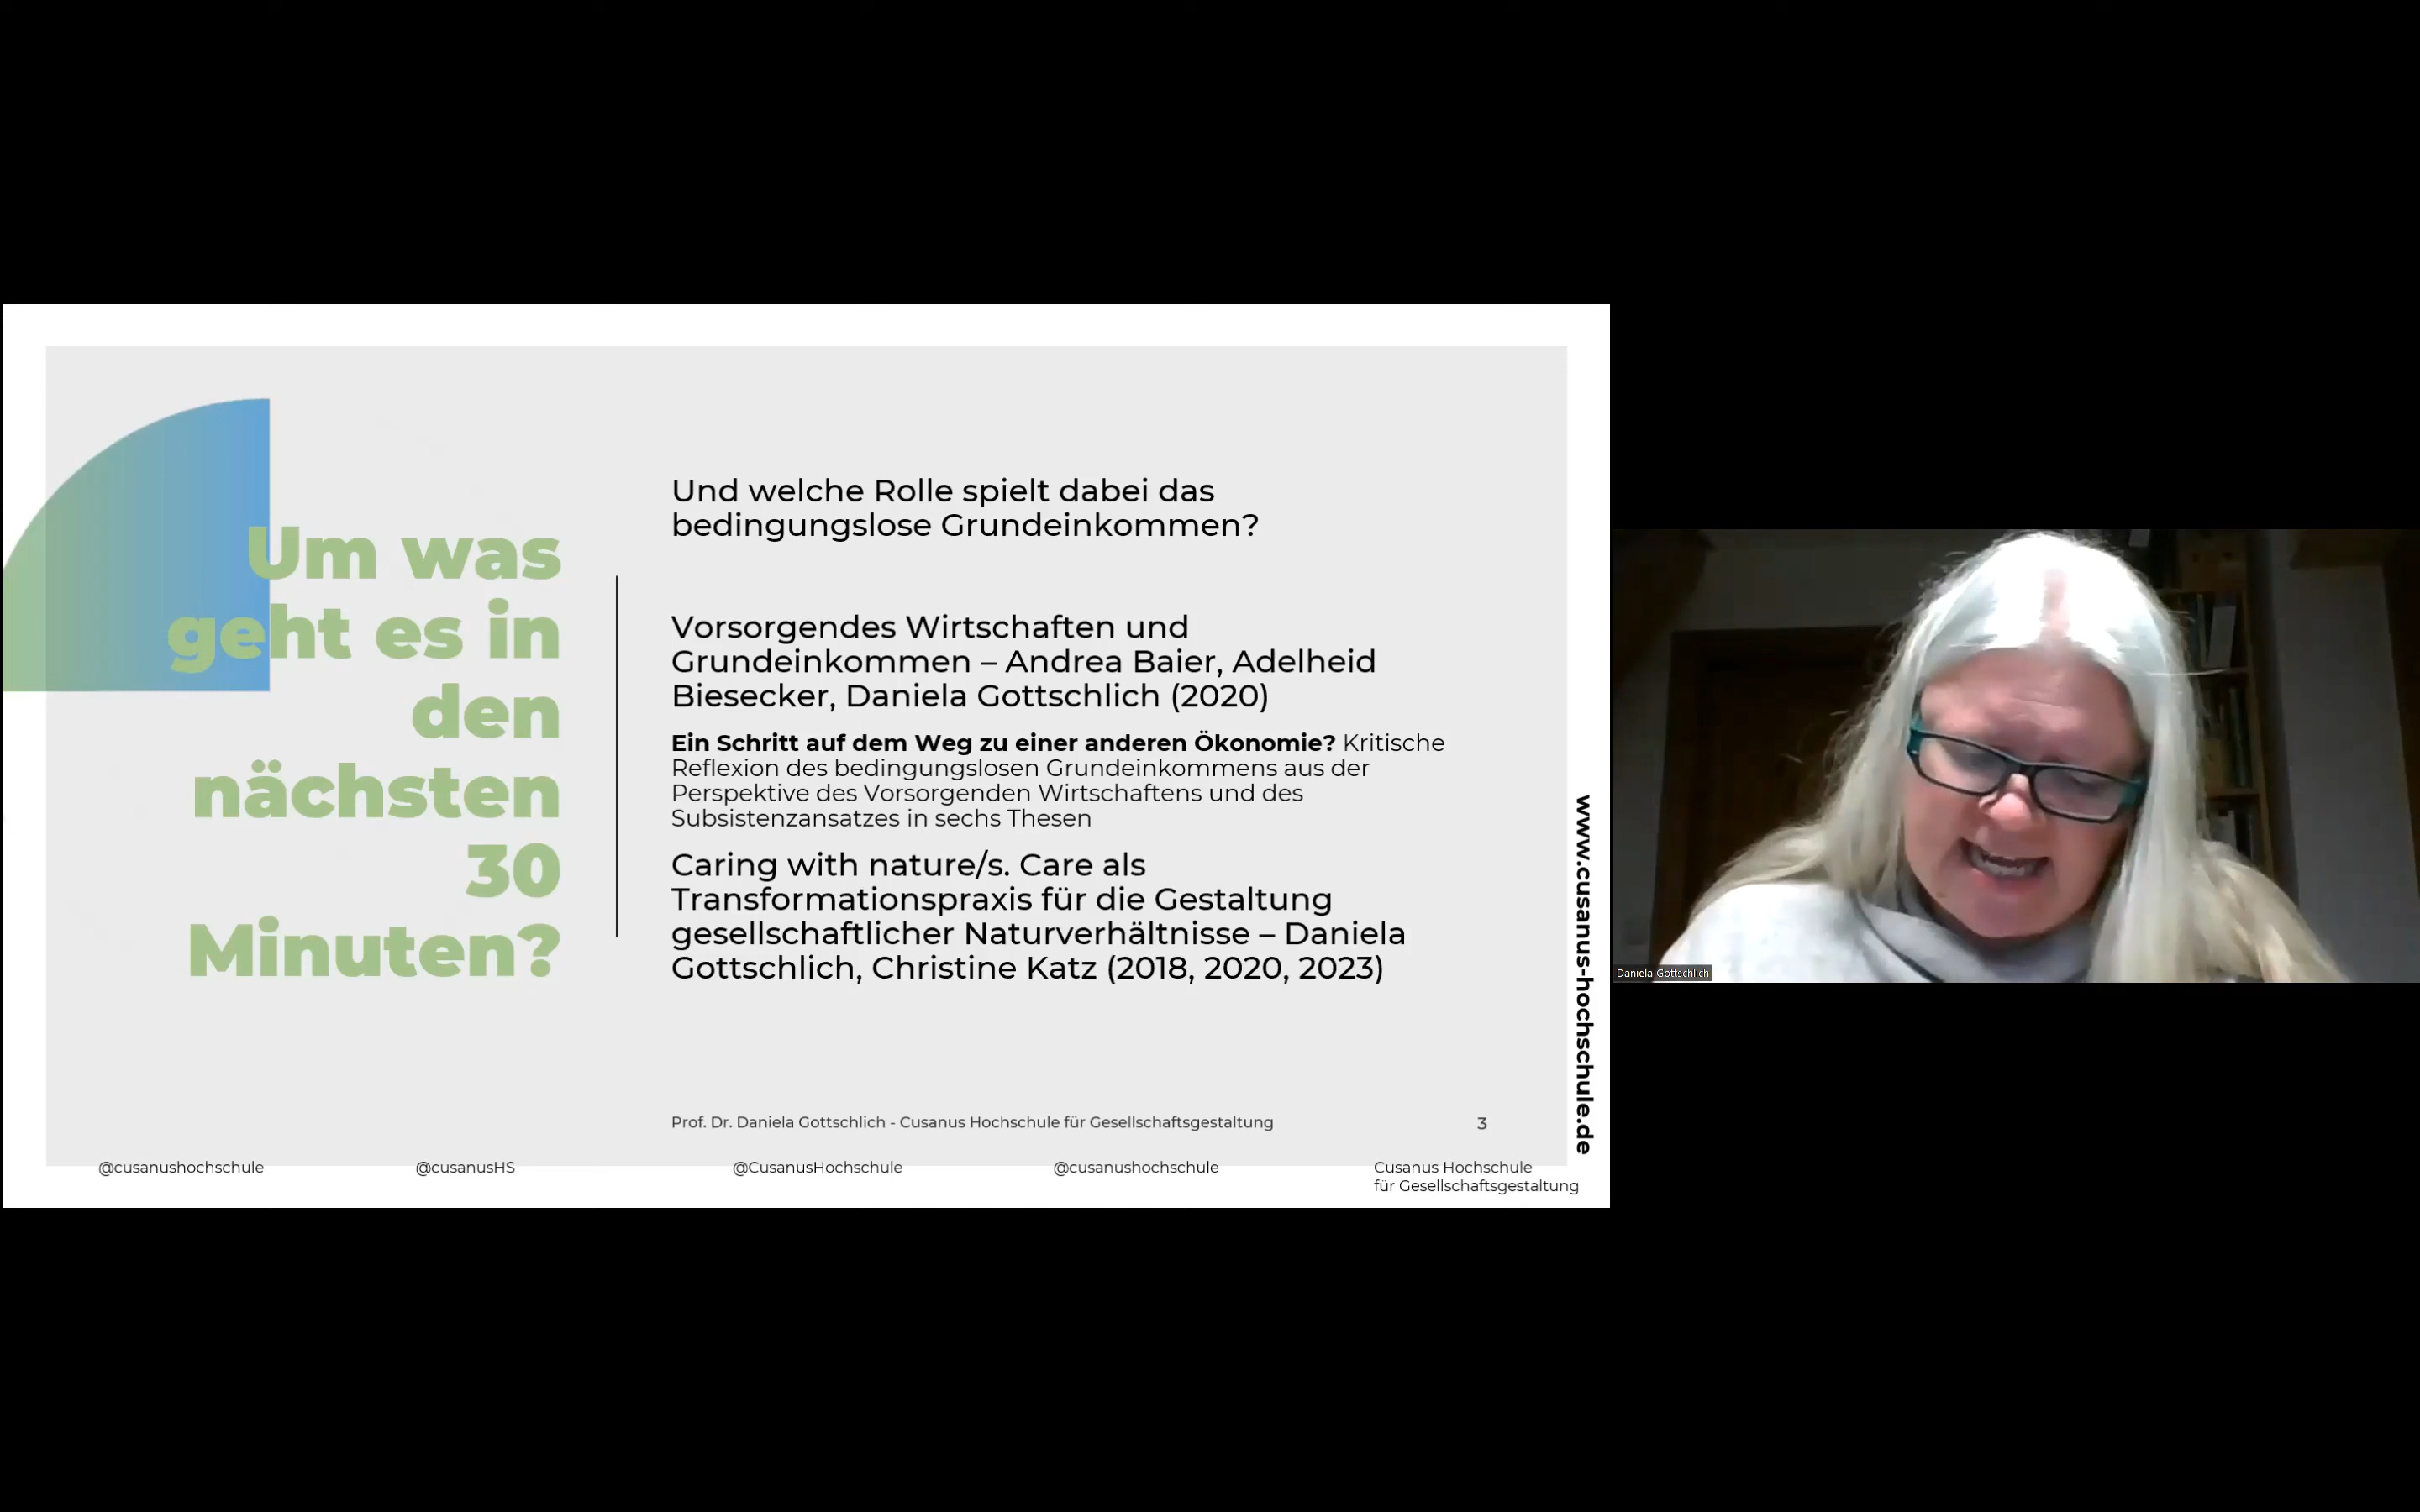 Um was
geht es in
den
nächsten
30
Minuten?
Und welche Rolle spielt dabei das
bedingungslose Grundeinkommen?
Vorsorgendes Wirtschaften und
Grundeinkommen – Andrea Baier, Adelheid
Biesecker, Daniela Gottschlich (2020)
Ein Schritt auf dem Weg zu einer anderen Ökonomie? Kritische
Reflexion des bedingungslosen Grundeinkommens aus der
Perspektive des Vorsorgenden Wirtschaftens und des
Subsistenzansatzes in sechs Thesen
Caring with nature/s. Care als
Transformationspraxis für die Gestaltung
gesellschaftlicher Naturverhältnisse – Daniela
Gottschlich, Christine Katz (2018, 2020, 2023)
Prof. Dr. Daniela Gottschlich - Cusanus Hochschule für Gesellschaftsgestaltung
3
@cusanushochschule
@cusanusHS
@CusanusHochschule
@cusanushochschule
Cusanus Hochschule
für Gesellschaftsgestaltung
www.cusanus-hochschule.de
Daniela Gottschlich